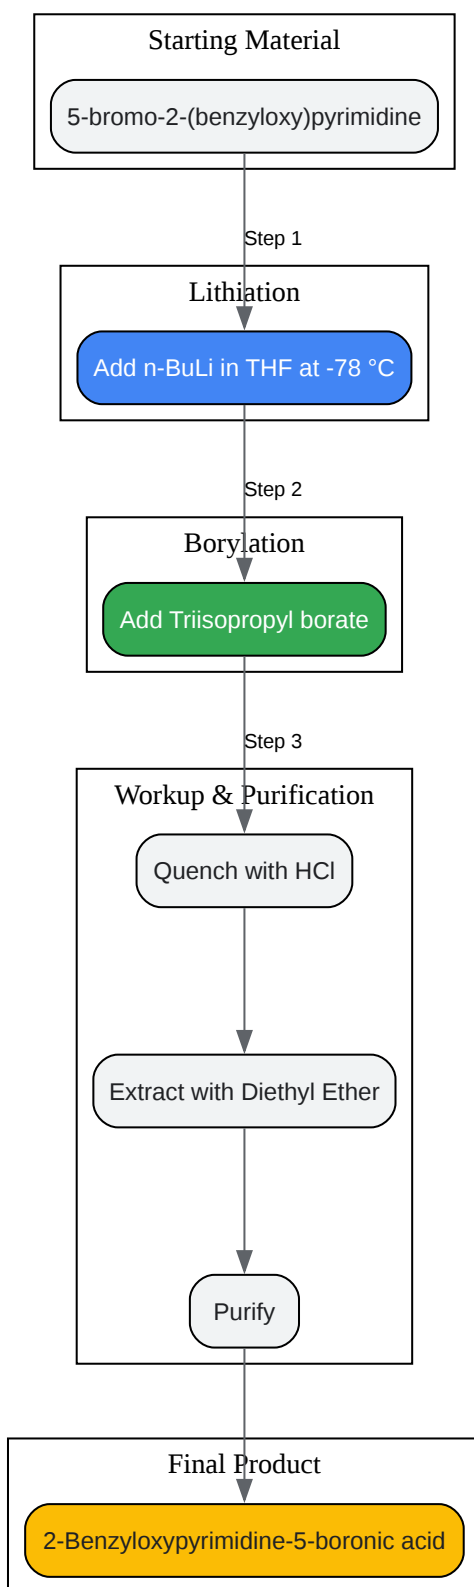 Starting Material
5-bromo-2-(benzyloxy)pyrimidine
Step 1
Lithiation
Add n-BuLi in THF at -78 °C
Step 2
Borylation
Add Triisopropyl borate
Step 3
Workup & Purification
Quench with HCl
Extract with Diethyl Ether
Purify
Final Product
2-Benzyloxypyrimidine-5-boronic acid